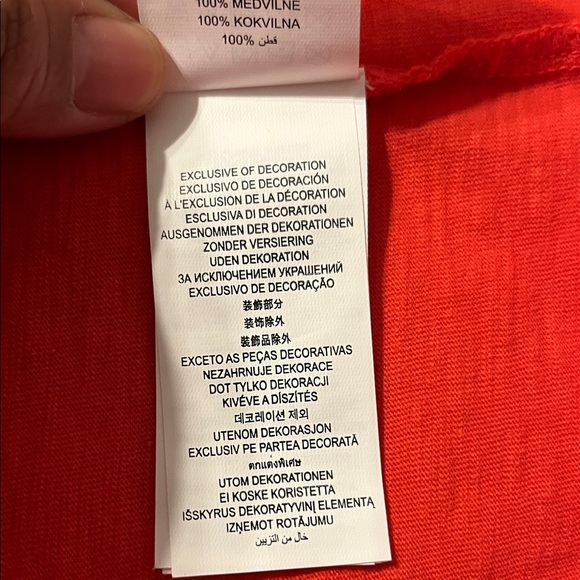 100% MEDVILNE
100% KOKVILNA
100% قطن
EXCLUSIVE OF DECORATION
EXCLUSIVO DE DECORACIÓN
À L'EXCLUSION DE LA DÉCORATION
ESCLUSIVA DI DECORATION
AUSGENOMMEN DER DEKORATIONEN
ZONDER VERSIERING
UDEN DEKORATION
ЗА ИСКЛЮЧЕНИЕМ УКРАШЕНИЙ
EXCLUSIVO DE DECORAÇÃO
装飾部分
装饰除外
裝飾品除外
EXCETO AS PEÇAS DECORATIVAS
NEZAHRNUJE DEKORACE
DOT TYLKO DEKORACJI
KIVÉVE A DÍSZÍTÉS
데코레이션 제외
UTENOM DEKORASJON
EXCLUSIV PE PARTEA DECORATĂ
ตกแต่งพิเศษ
UTOM DEKORATIONEN
EI KOSKE KORISTETTA
IŠSKYRUS DEKORATYVINĮ ELEMENTĄ
IZŅEMOT ROTĀJUMU
خال من التزيين